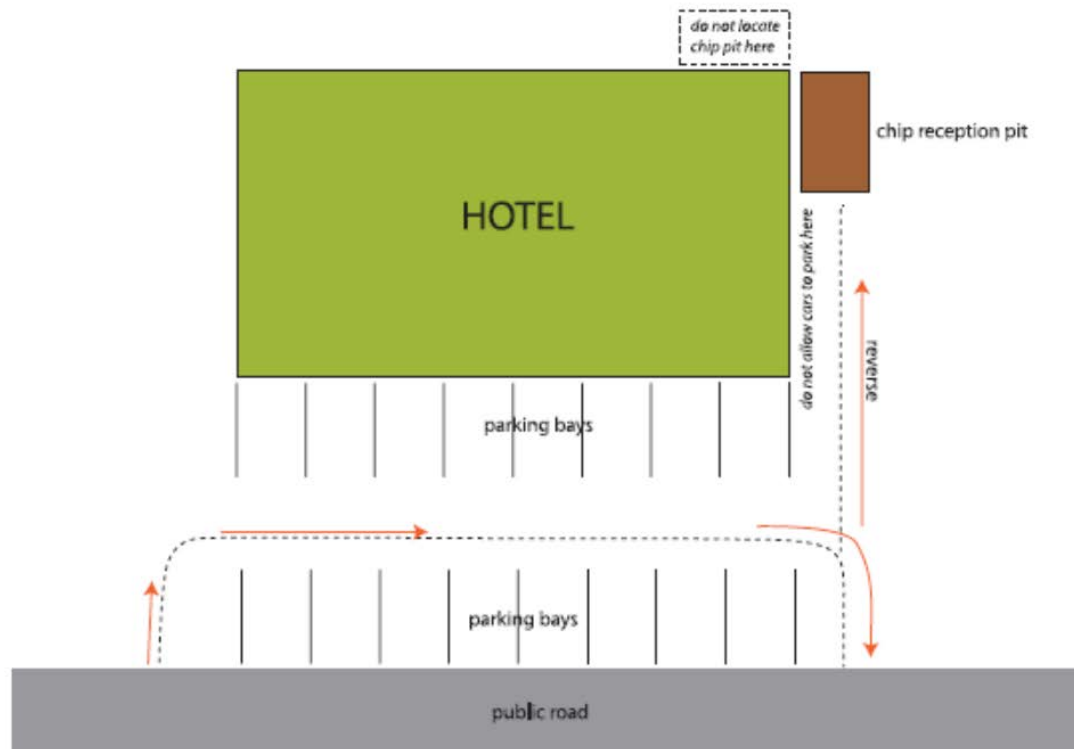 do not locate
chip pit here
chip reception pit
HOTEL
do not allow cars to park here
reverse
parking bays
parking bays
public road